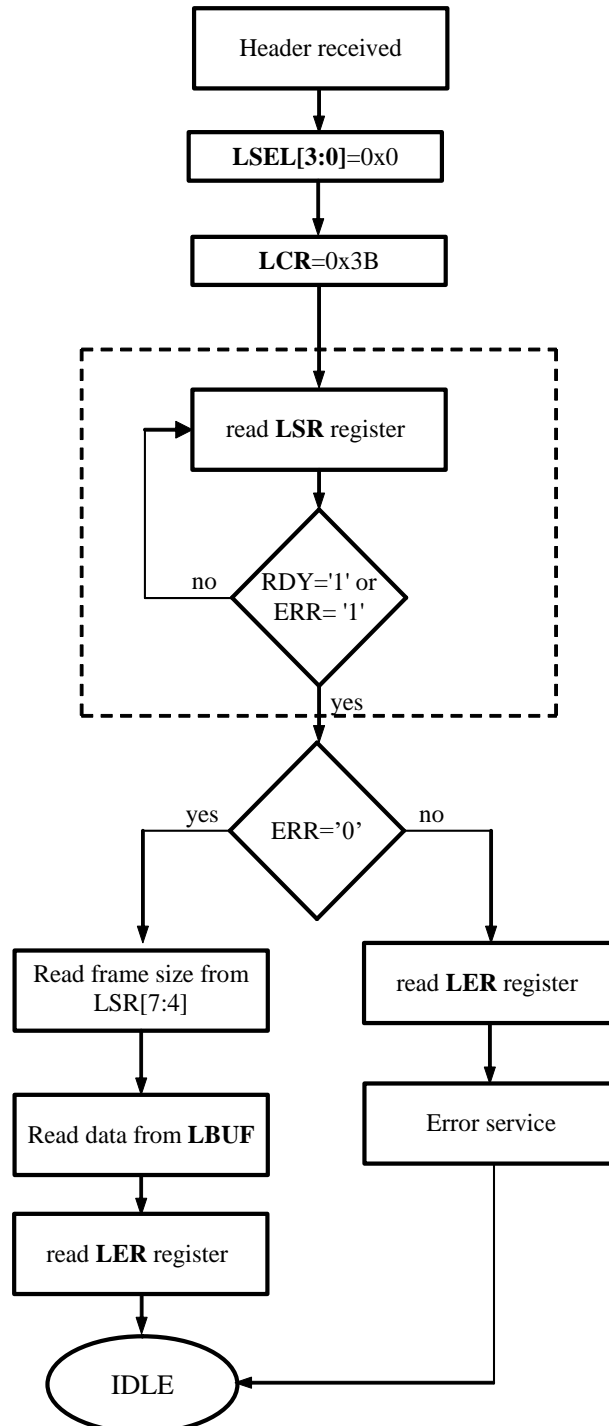 Header received
LSEL[3:0]=0x0
LCR=0x3B
read LSR register
no
RDY='1' or
ERR= '1'
yes
yes
ERR=’0’
no
Read frame size from
LSR[7:4]
read LER register
Read data from LBUF
Error service
read LER register
IDLE